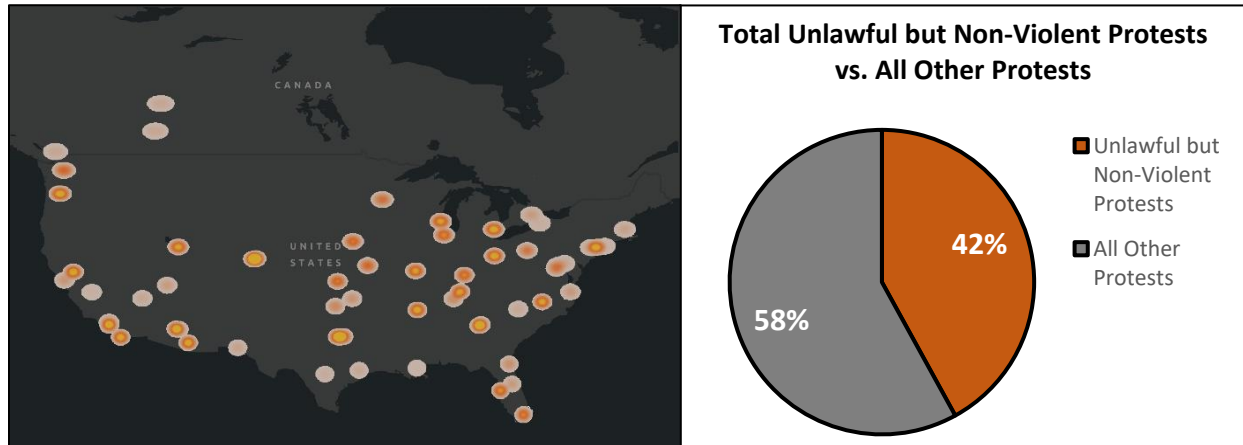 CANADA
UNITED
STATES
Total Unlawful but Non-Violent Protests
vs. All Other Protests
42%
58%
Unlawful but
Non-Violent
Protests
All Other
Protests